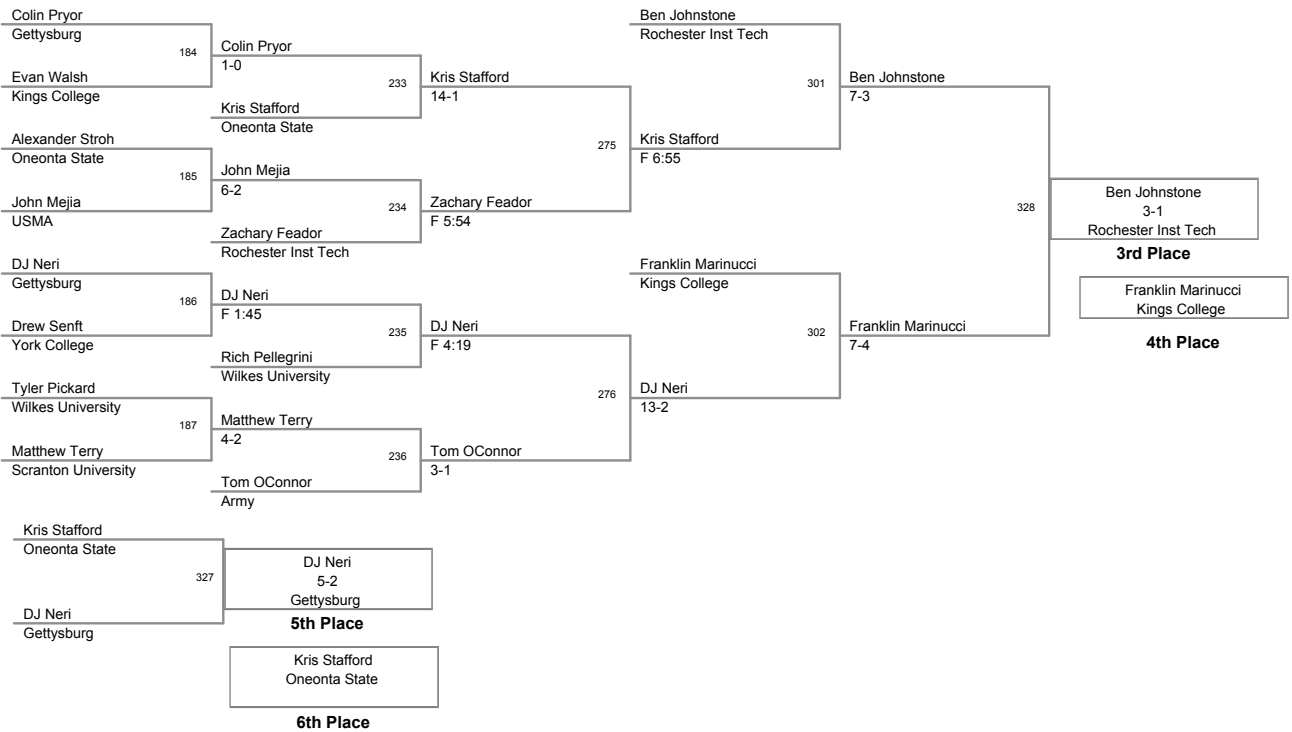 Colin Pryor
Gettysburg
184
Evan Walsh
Kings College
Colin Pryor
1-0
233
Kris Stafford
Oneonta State
Alexander Stroh
Oneonta State
185
John Mejia
USMA
John Mejia
6-2
234
Zachary Feador
Rochester Inst Tech
Kris Stafford
14-1
275
Zachary Feador
F 5:54
DJ Neri
Gettysburg
186
Drew Senft
York College
DJ Neri
F 1:45
235
Rich Pellegrini
Wilkes University
Tyler Pickard
Wilkes University
187
Matthew Terry
Scranton University
Matthew Terry
4-2
236
Tom OConnor
Army
DJ Neri
F 4:19
276
Tom OConnor
3-1
Ben Johnstone
Rochester Inst Tech
301
Kris Stafford
F 6:55
Franklin Marinucci
Kings College
302
DJ Neri
13-2
Ben Johnstone
7-3
328
Franklin Marinucci
7-4
Ben Johnstone
3-1
Rochester Inst Tech
3rd Place
Franklin Marinucci
Kings College
4th Place
Kris Stafford
Oneonta State
327
DJ Neri
Gettysburg
DJ Neri
5-2
Gettysburg
5th Place
Kris Stafford
Oneonta State
6th Place